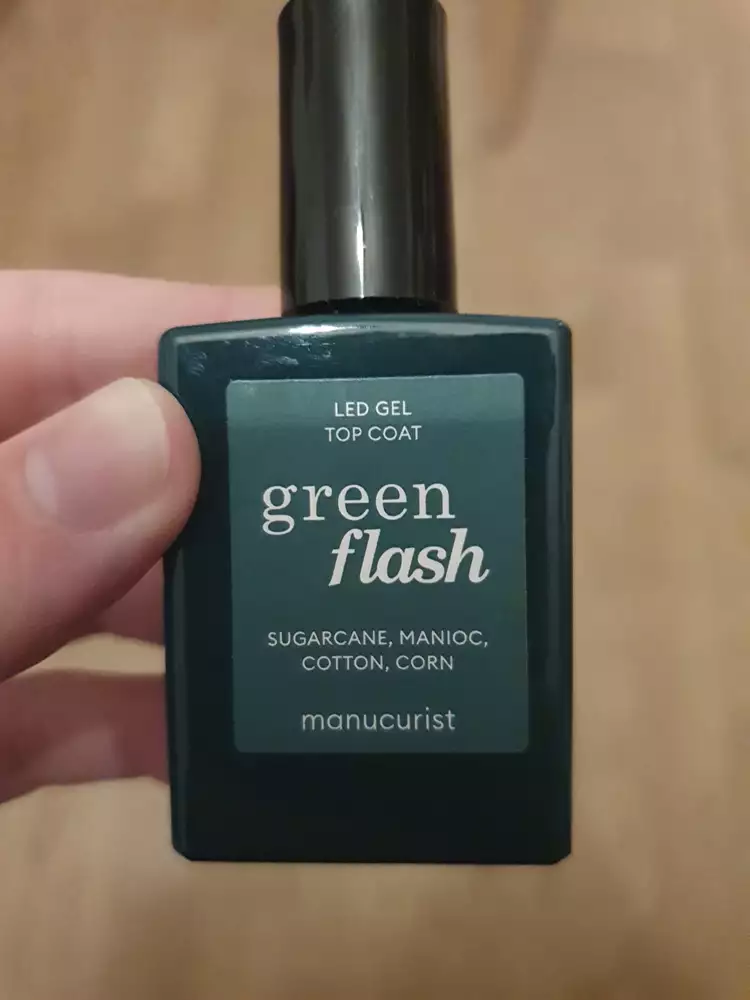 LED GEL
TOP COAT
green
flash
SUGARCANE, MANIOC,
COTTON, CORN
manucurist